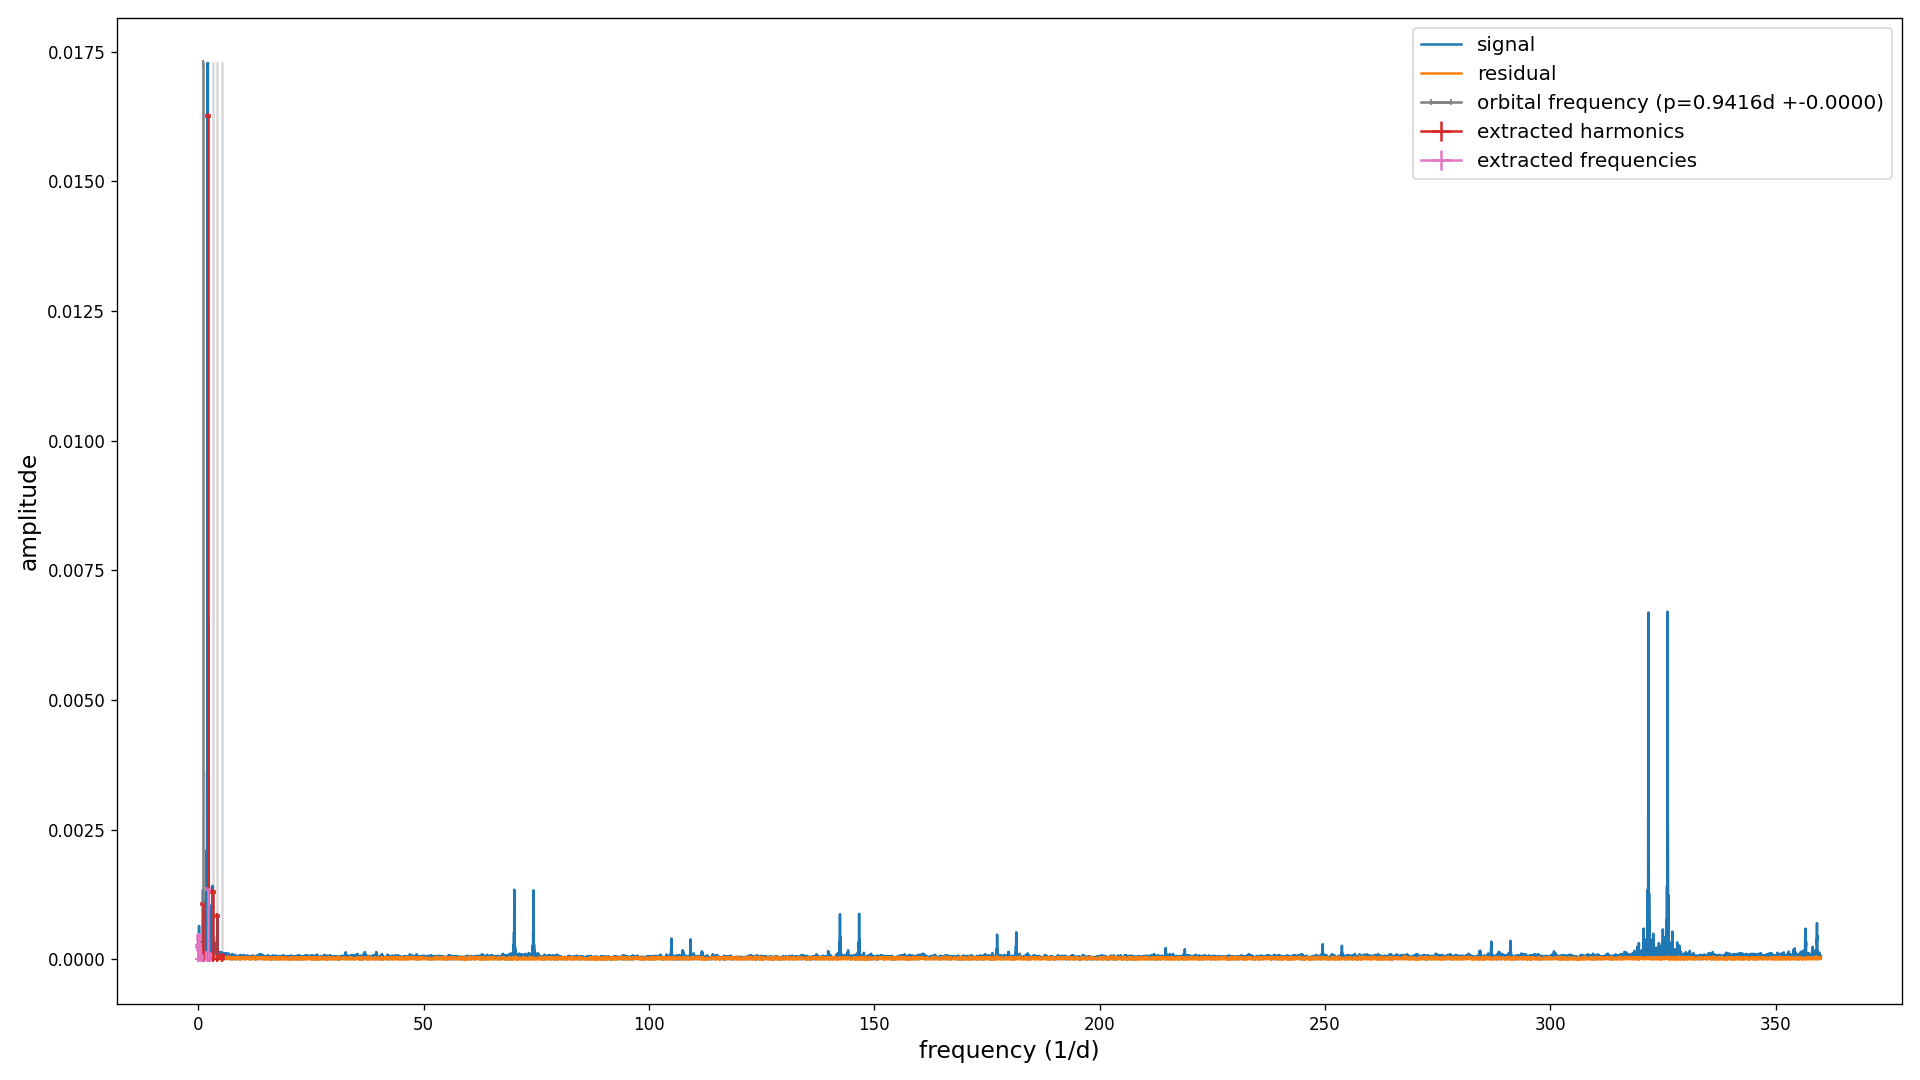 signal
residual
orbital frequency (p=0.9416d +-0.0000)
extracted harmonics
extracted frequencies
0.0175
0.0150
0.0125
0.0100
0.0075
0.0050
0.0025
0.0000
amplitude
0 50 100 150 200 250 300 350
frequency (1/d)